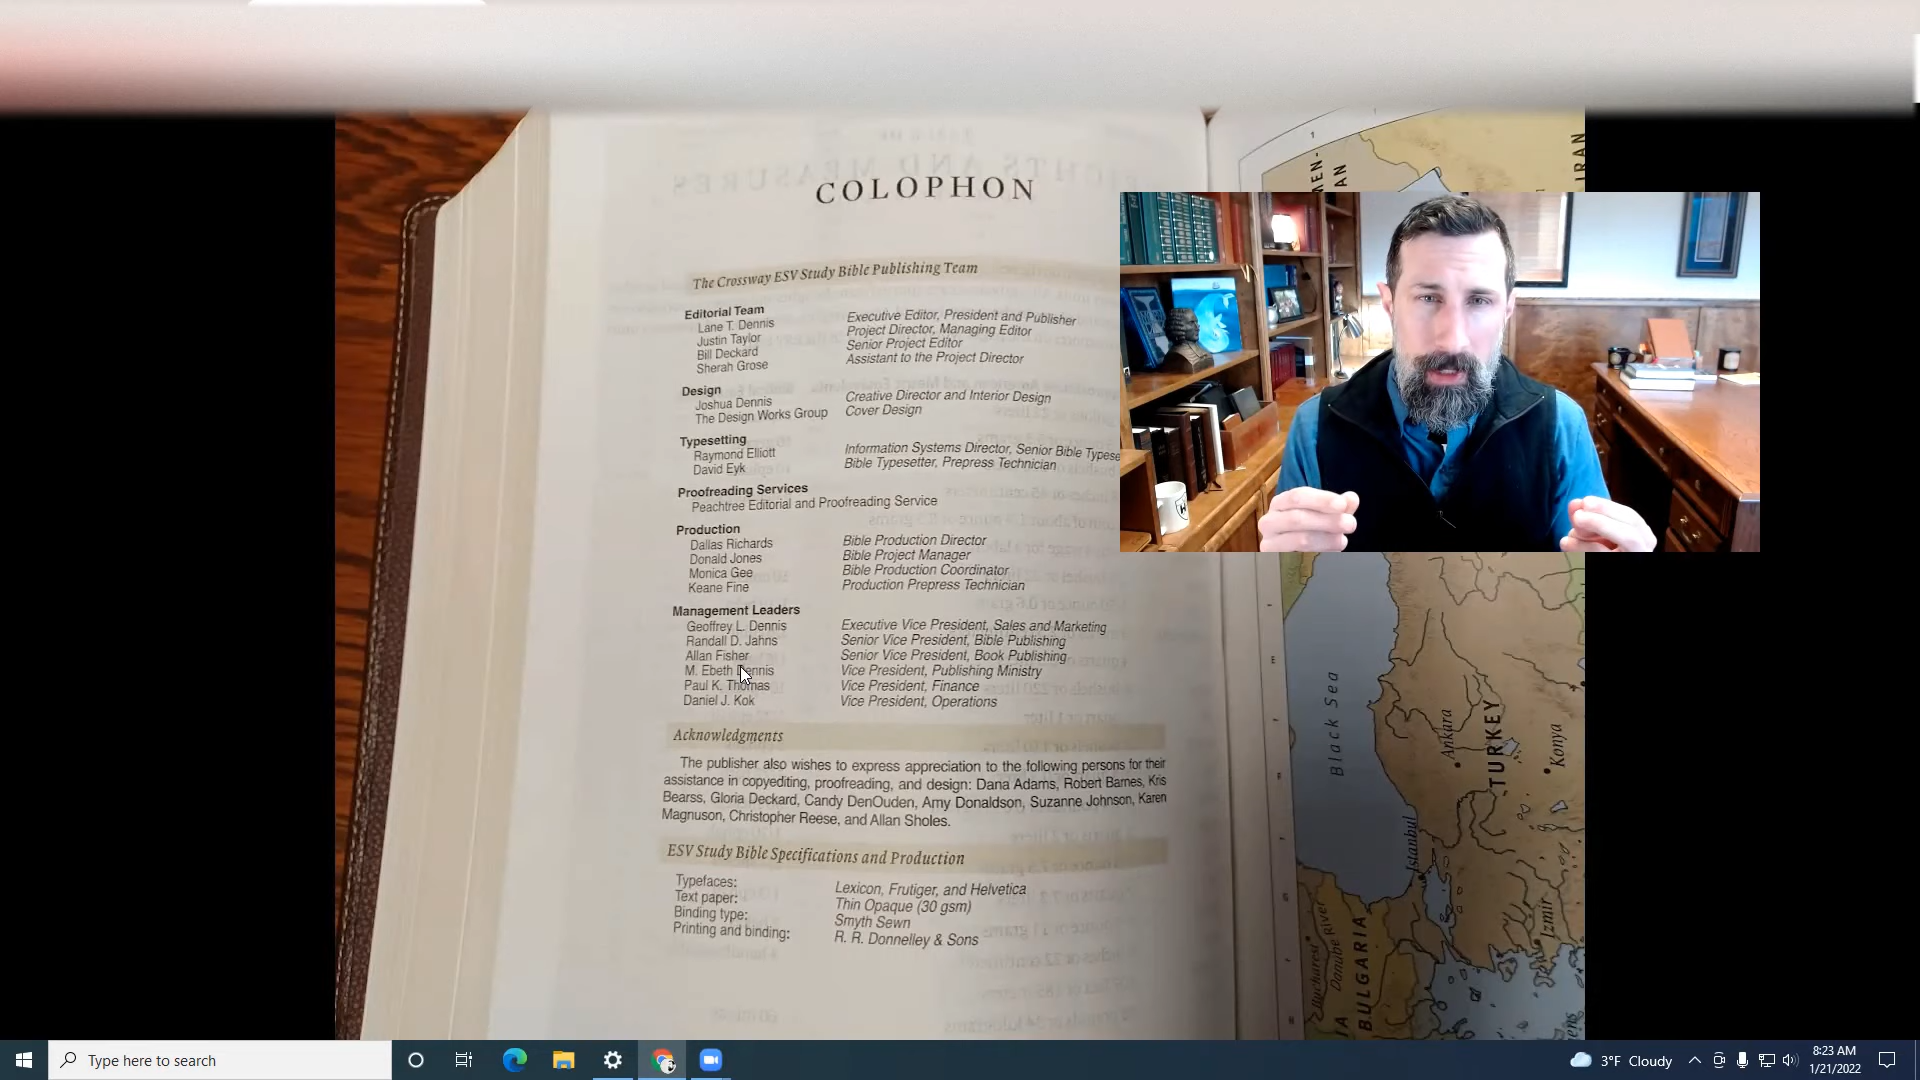 COLOPHON
The Crossway ESV Study Bible Publishing Team
Editorial Team
Lane T. Dennis Executive Editor, President and Publisher
Justin Taylor Project Director, Managing Editor
Bill Deckard Senior Project Editor
Sherah Grose Assistant to the Project Director
Design
Joshua Dennis Creative Director and Interior Design
The Design Works Group Cover Design
Typesetting
Raymond Elliott Information Systems Director, Senior Bible Typese
David Eyk Bible Typesetter, Prepress Technician
Proofreading Services
Peachtree Editorial and Proofreading Service
Production
Dallas Richards Bible Production Director
Donald Jones Bible Project Manager
Monica Gee Bible Production Coordinator
Keane Fine Production Prepress Technician
Management Leaders
Geoffrey L. Dennis Executive Vice President, Sales and Marketing
Randall D. Jahns Senior Vice President, Bible Publishing
Allan Fisher Senior Vice President, Book Publishing
M. Ebeth Dennis Vice President, Publishing Ministry
Paul K. Thomas Vice President, Finance
Daniel J. Kok Vice President, Operations
Acknowledgments
The publisher also wishes to express appreciation to the following persons for their
assistance in copyediting, proofreading, and design: Dana Adams, Robert Barnes, Kris
Bearss, Gloria Deckard, Candy DenOuden, Amy Donaldson, Suzanne Johnson, Karen
Magnuson, Christopher Reese, and Allan Sholes.
ESV Study Bible Specifications and Production
Typefaces: Lexicon, Frutiger, and Helvetica
Text paper: Thin Opaque (30 gsm)
Binding type: Smyth Sewn
Printing and binding: R. R. Donnelley & Sons
MEN-
AN
IRAN
Black Sea
Ankara
TURKEY
Konya
Istanbul
Izmir
Bucharest
Danube River
BULGARIA
IA
Type here to search
3°F Cloudy
8:23 AM
1/21/2022